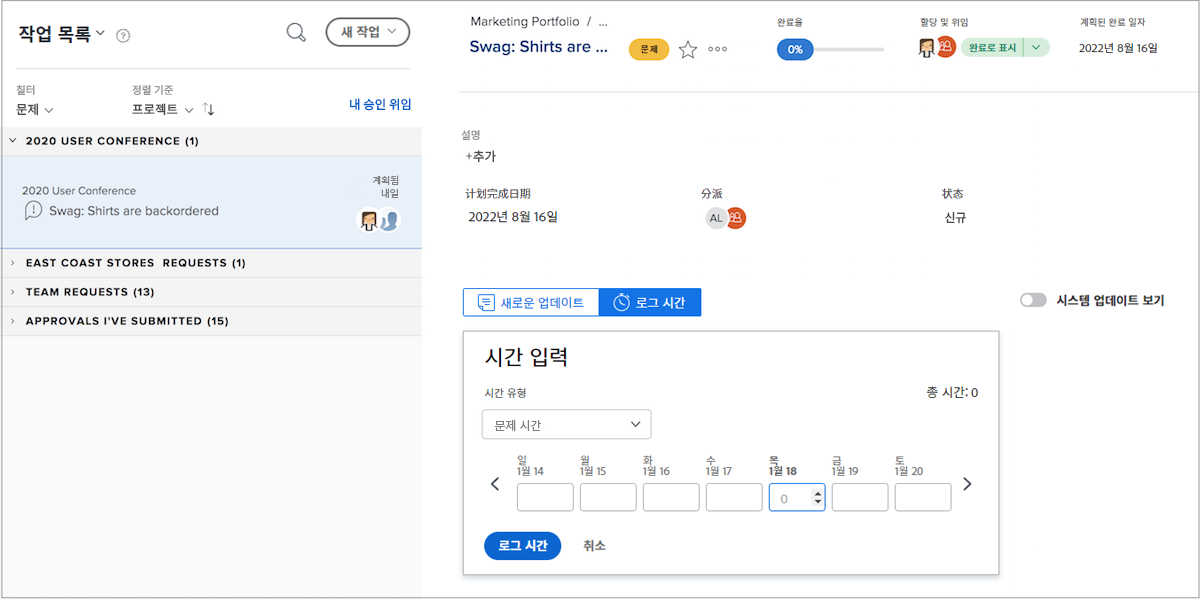 작업 목록
?
새 작업
칠터
문제
정렬 기준
프로젝트
내 승인 위임
2020 USER CONFERENCE (1)
2020 User Conference
Swag: Shirts are backordered
계획됨
내일
EAST COAST STORES REQUESTS (1)
TEAM REQUESTS (13)
APPROVALS I'VE SUBMITTED (15)
Marketing Portfolio / ...
Swag: Shirts are ...
문제
완료율
0%
할당 및 위임
완료로 표시
계획된 완료 일자
2022년 8월 16일
설명
+추가
计划完成日期
2022년 8월 16일
分派
AL
状态
신규
새로운 업데이트
로그 시간
시스템 업데이트 보기
시간 입력
시간 유형
총 시간: 0
문제 시간
일
1월 14
월
1월 15
화
1월 16
수
1월 17
목
1월 18
금
1월 19
토
1월 20
0
로그 시간
취소